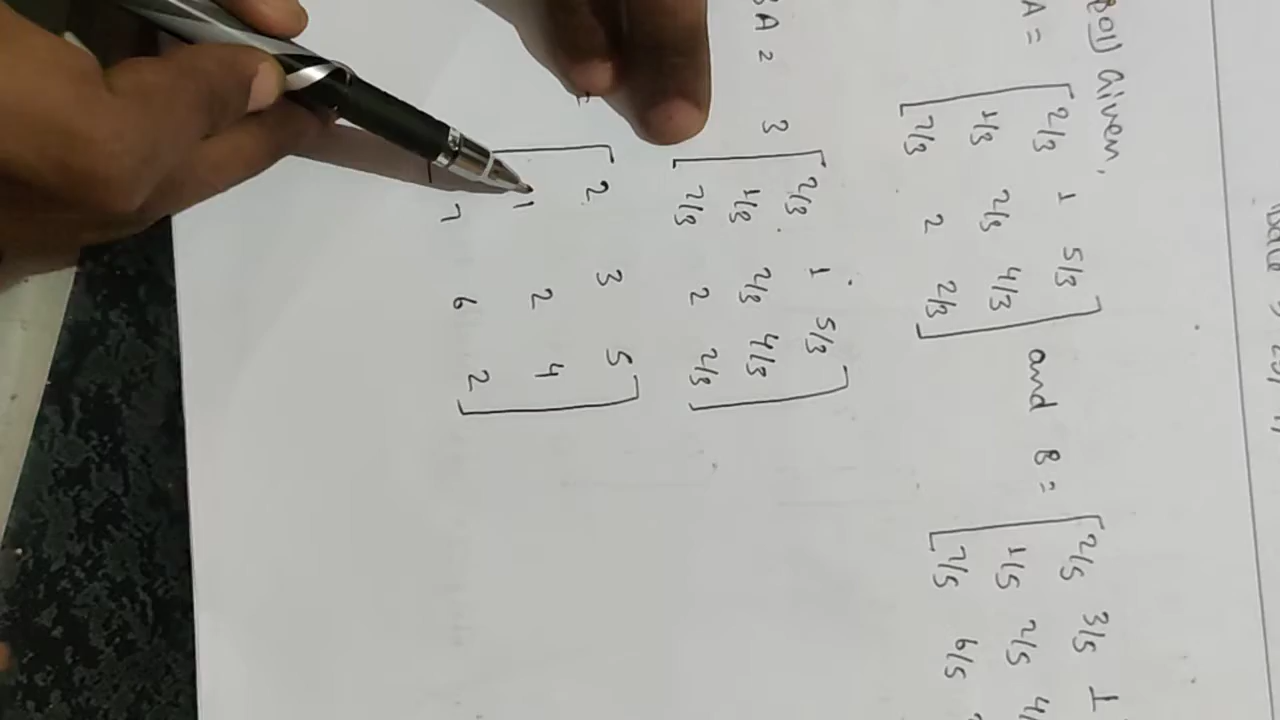 Given,
A = [ 2/3 1 5/3 and B = [ 2/5 3/5 1
1/3 2/3 4/3 1/5 2/5 4/
7/3 2 2/3 ] 7/5 6/5
3 [ 2/3 1 5/3
1/3 2/3 4/3
7/3 2 2/3 ]
= [ 2 3 5
1 2 4
7 6 2 ]